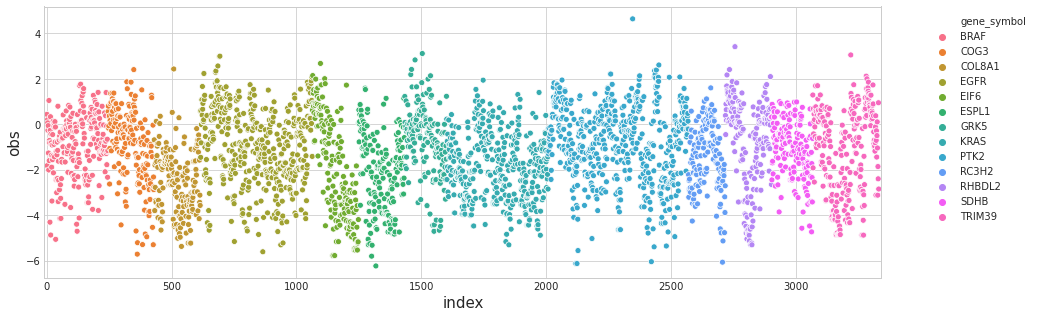 4
2
0
−2
−4
−6
obs
0
500
1000
1500
2000
2500
3000
index
gene_symbol
BRAF
COG3
COL8A1
EGFR
EIF6
ESPL1
GRK5
KRAS
PTK2
RC3H2
RHBDL2
SDHB
TRIM39